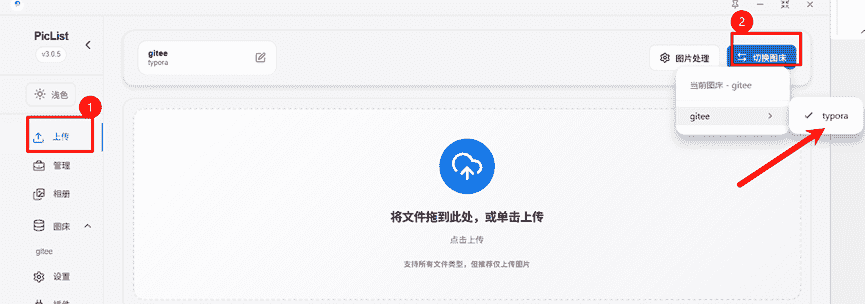 PicList
v3.0.5
浅色
1
上传
管理
相册
图床
gitee
设置
gitee
typora
图片处理
2
切换图床
当前图床 - gitee
gitee
typora
将文件拖到此处，或单击上传
点击上传
支持所有文件类型，但推荐仅上传图片